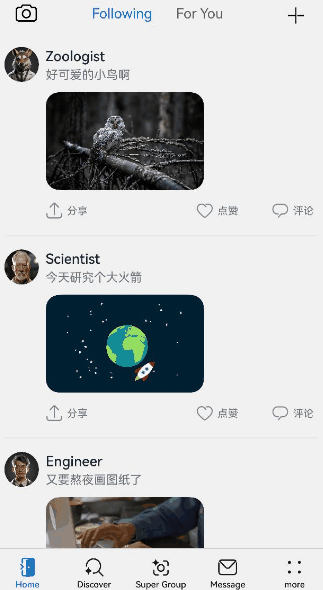 Following For You
Zoologist
好可爱的小鸟啊
分享 点赞 评论
Scientist
今天研究个大火箭
分享 点赞 评论
Engineer
又要熬夜画图纸了
Home Discover Super Group Message more